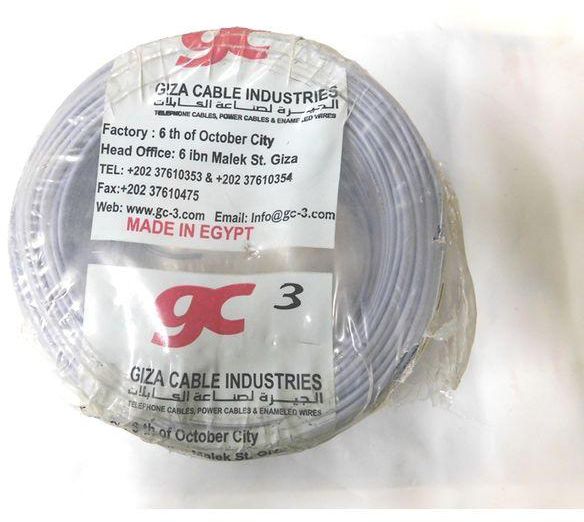 gc
GIZA CABLE INDUSTRIES
الجيزة لصناعة الكابلات
TELEPHONE CABLES, POWER CABLES & ENAMELED WIRES
Factory : 6 th of October City
Head Office: 6 ibn Malek St. Giza
TEL: +202 37610353 & +202 37610354
Fax:+202 37610475
Web: www.gc-3.com Email: Info@gc-3.com
MADE IN EGYPT
gc 3
GIZA CABLE INDUSTRIES
الجيزة لصناعة الكابلات
TELEPHONE CABLES, POWER CABLES & ENAMELED WIRES
6 th of October City
Malek St.